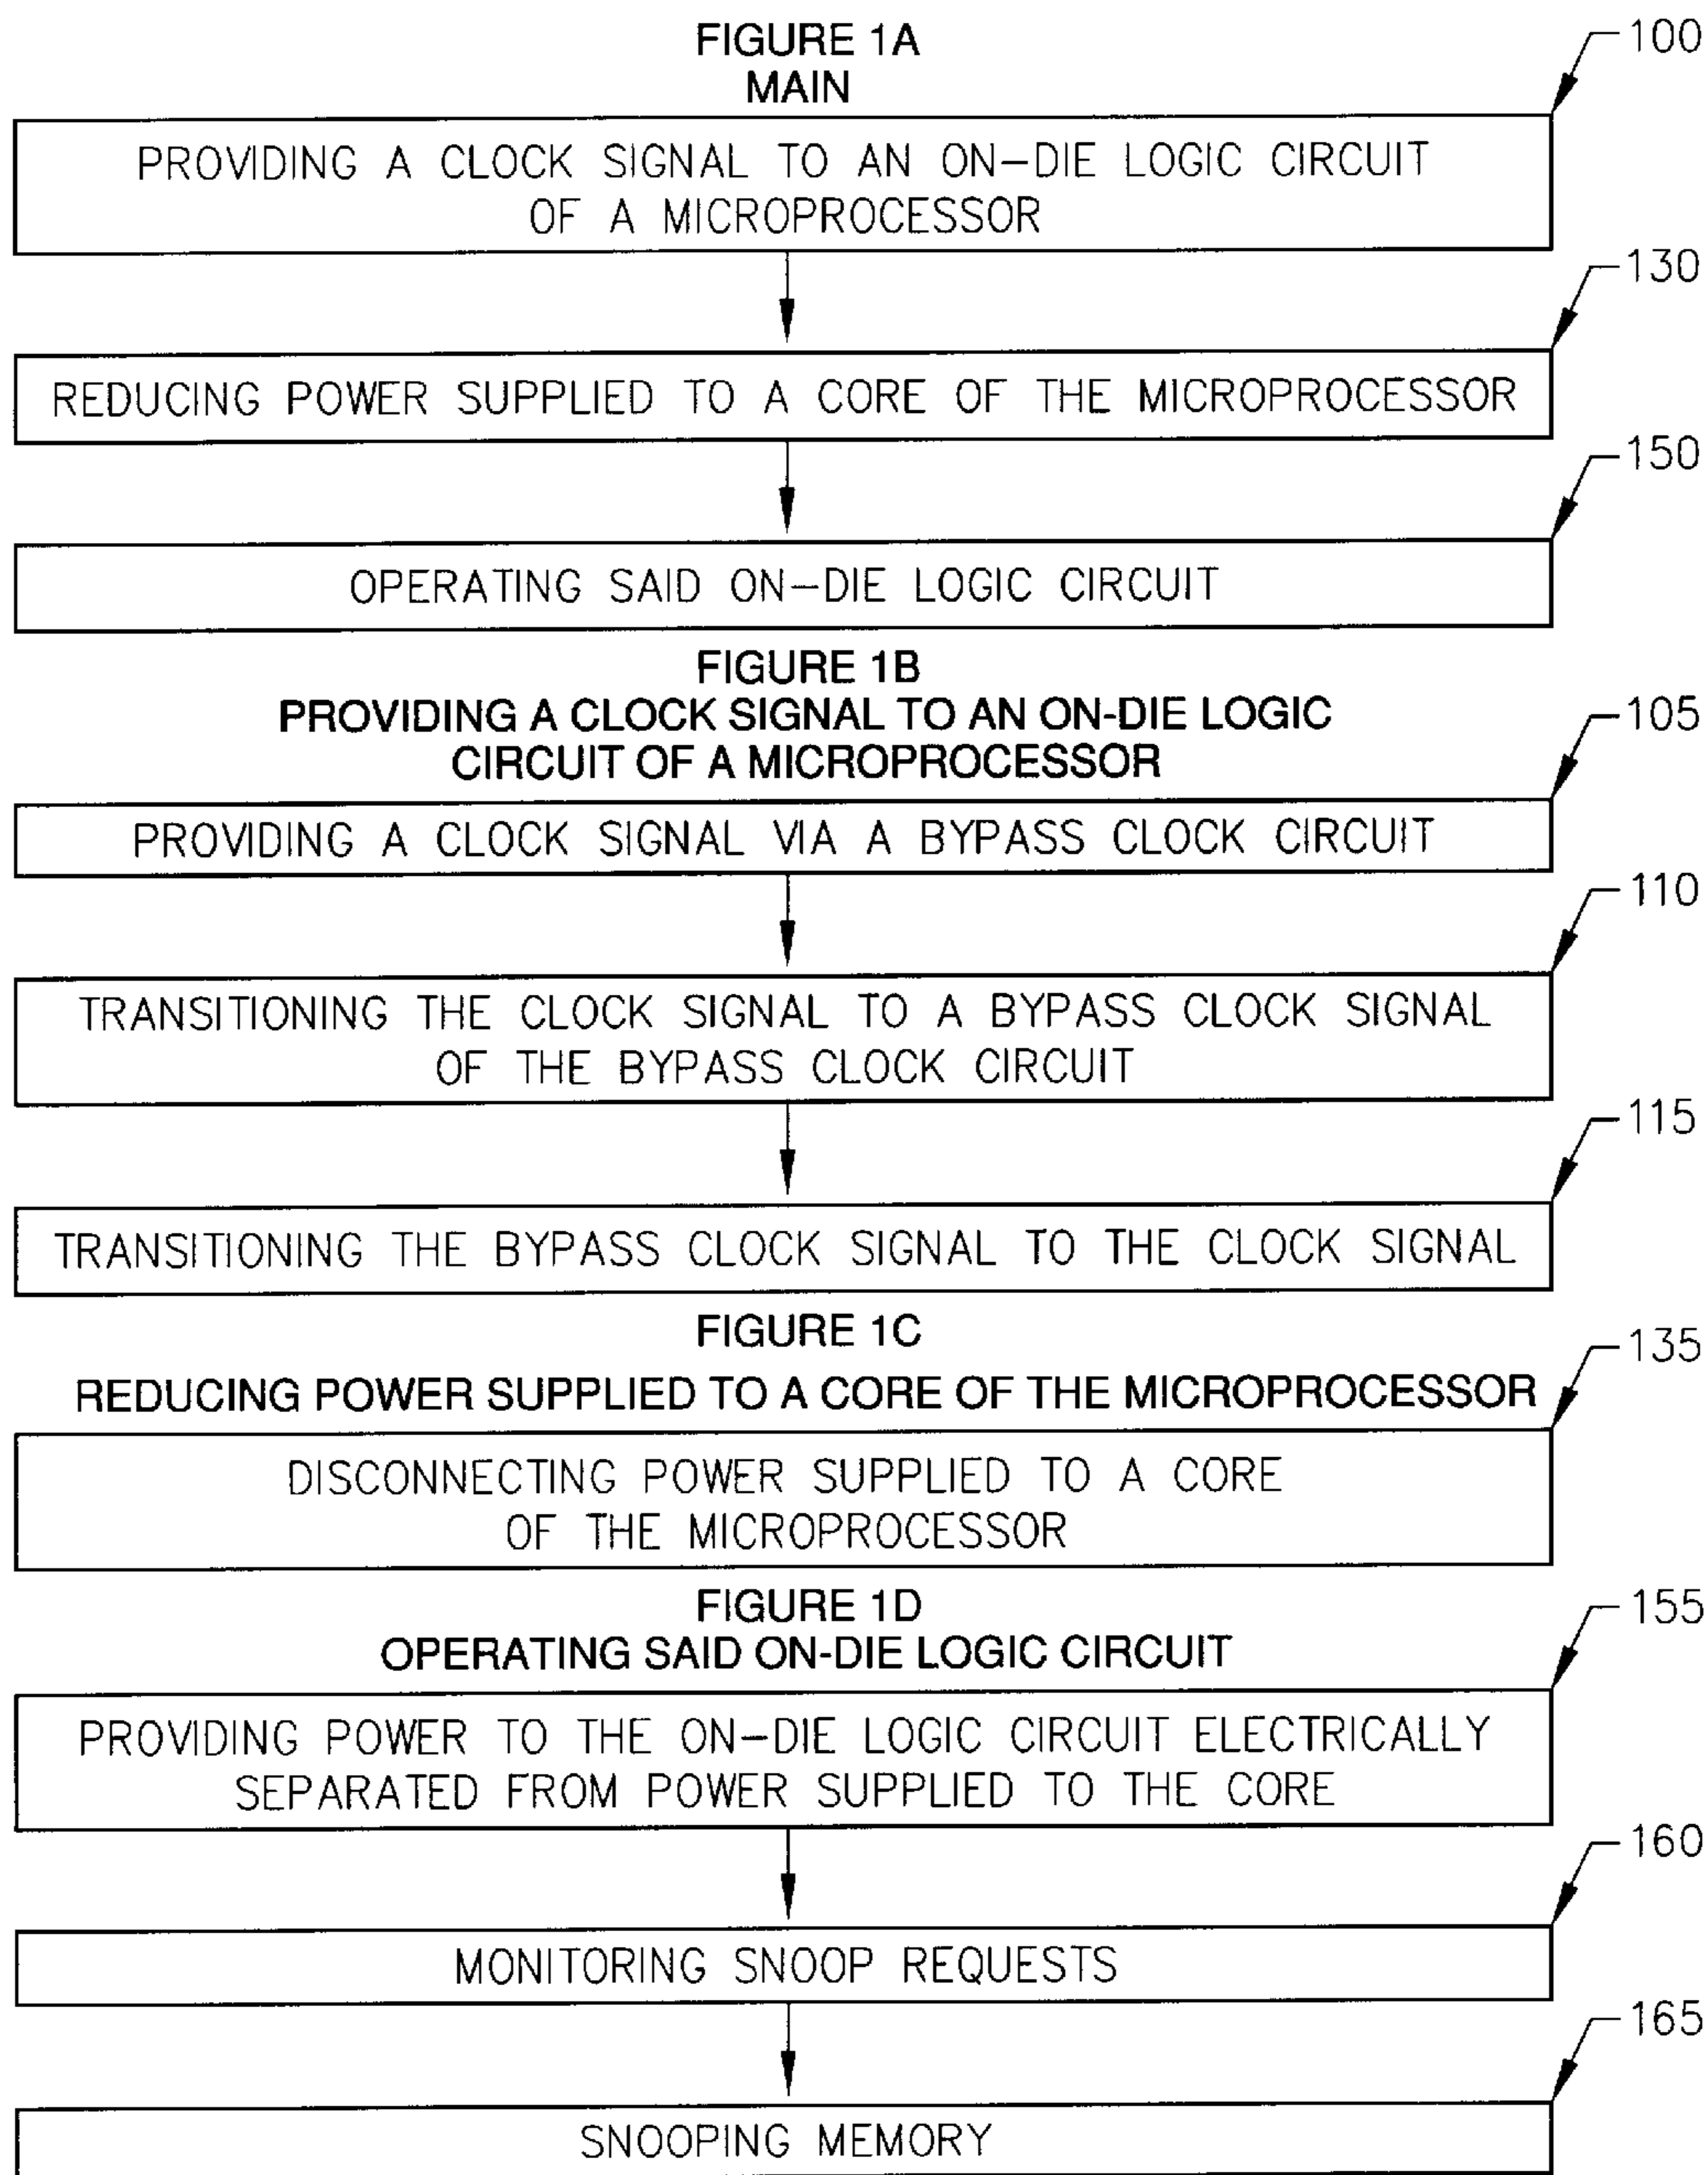 FIGURE 1A
MAIN
100
PROVIDING A CLOCK SIGNAL TO AN ON-DIE LOGIC CIRCUIT
OF A MICROPROCESSOR
130
REDUCING POWER SUPPLIED TO A CORE OF THE MICROPROCESSOR
150
OPERATING SAID ON-DIE LOGIC CIRCUIT
FIGURE 1B
PROVIDING A CLOCK SIGNAL TO AN ON-DIE LOGIC
CIRCUIT OF A MICROPROCESSOR
105
PROVIDING A CLOCK SIGNAL VIA A BYPASS CLOCK CIRCUIT
110
TRANSITIONING THE CLOCK SIGNAL TO A BYPASS CLOCK SIGNAL
OF THE BYPASS CLOCK CIRCUIT
115
TRANSITIONING THE BYPASS CLOCK SIGNAL TO THE CLOCK SIGNAL
FIGURE 1C
135
REDUCING POWER SUPPLIED TO A CORE OF THE MICROPROCESSOR
DISCONNECTING POWER SUPPLIED TO A CORE
OF THE MICROPROCESSOR
FIGURE 1D
155
OPERATING SAID ON-DIE LOGIC CIRCUIT
PROVIDING POWER TO THE ON-DIE LOGIC CIRCUIT ELECTRICALLY
SEPARATED FROM POWER SUPPLIED TO THE CORE
160
MONITORING SNOOP REQUESTS
165
SNOOPING MEMORY